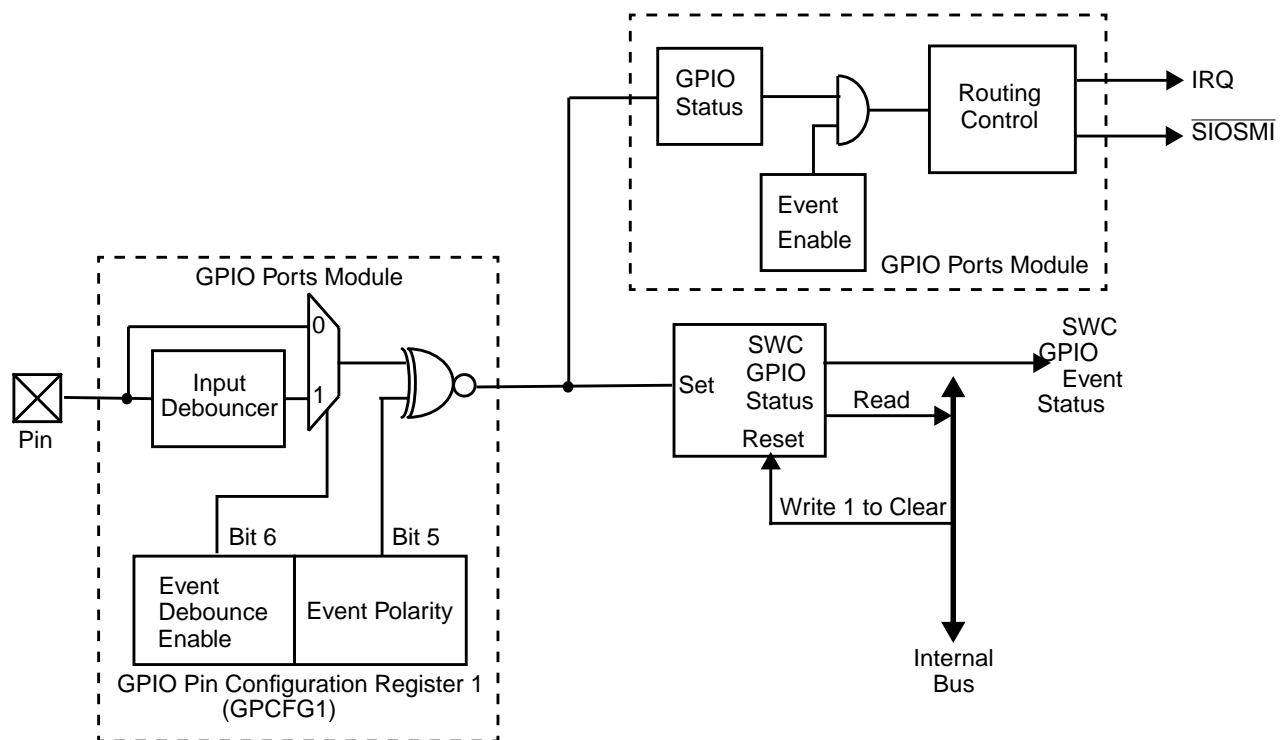 GPIO
Status
Routing
Control
IRQ
SIOSMI
Event
Enable
GPIO Ports Module
GPIO Ports Module
0
Input
Debouncer
1
Pin
Bit 6
Bit 5
Event
Debounce
Enable
Event Polarity
GPIO Pin Configuration Register 1
(GPCFG1)
Set
SWC
GPIO
Status
Reset
Read
Write 1 to Clear
SWC
GPIO
Event
Status
Internal
Bus